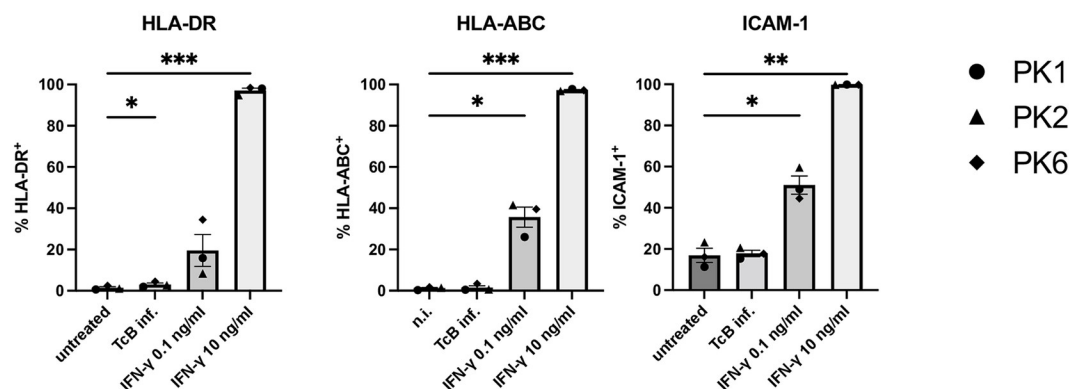 HLA-DR
***
*
% HLA-DR+
100
80
60
40
20
0
untreated
TcB inf.
IFN-γ 0.1 ng/ml
IFN-γ 10 ng/ml
HLA-ABC
***
*
% HLA-ABC+
100
80
60
40
20
0
n.i.
TcB inf.
IFN-γ 0.1 ng/ml
IFN-γ 10 ng/ml
ICAM-1
**
*
% ICAM-1+
100
80
60
40
20
0
untreated
TcB inf.
IFN-γ 0.1 ng/ml
IFN-γ 10 ng/ml
PK1
PK2
PK6